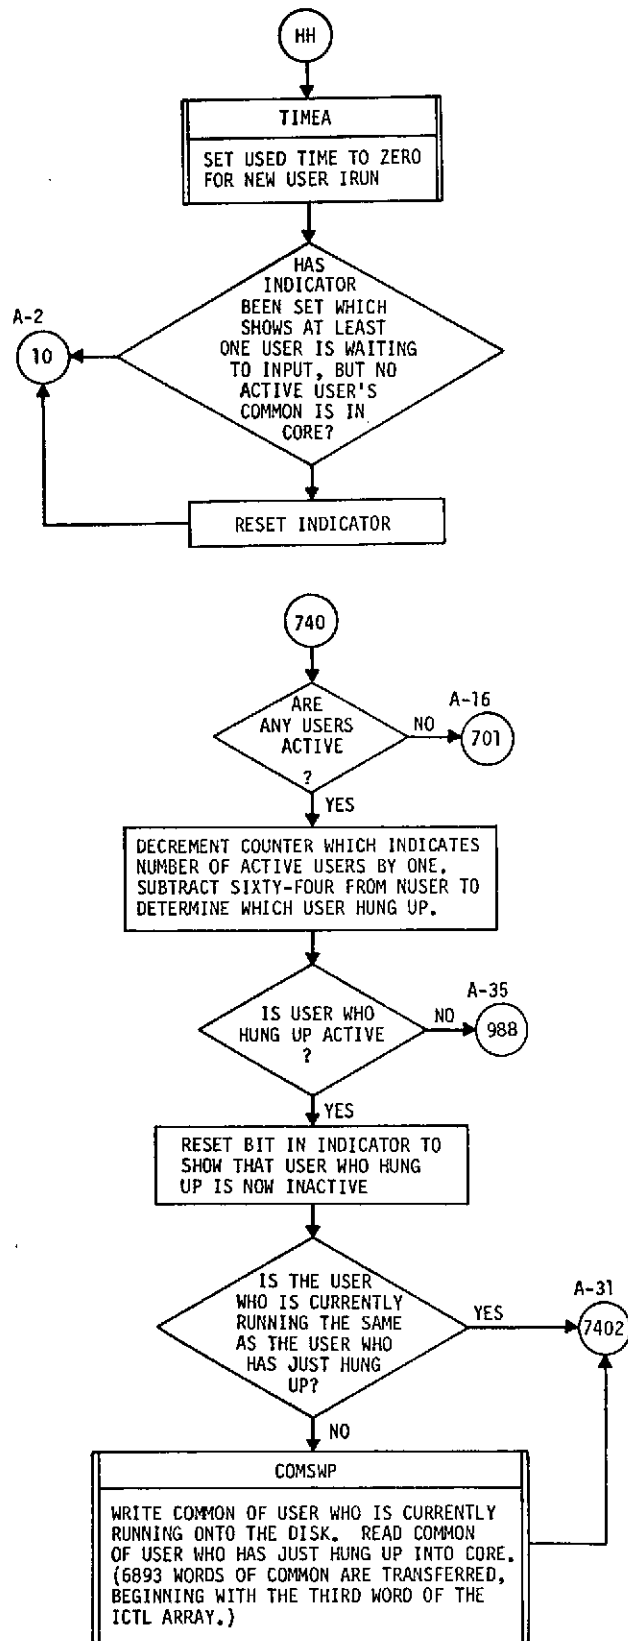 HH
TIMEA
SET USED TIME TO ZERO
FOR NEW USER IRUN
HAS
INDICATOR
BEEN SET WHICH
SHOWS AT LEAST
ONE USER IS WAITING
TO INPUT, BUT NO
ACTIVE USER'S
COMMON IS IN
CORE?
A-2
10
RESET INDICATOR
740
ARE
ANY USERS
ACTIVE
?
NO
A-16
701
YES
DECREMENT COUNTER WHICH INDICATES
NUMBER OF ACTIVE USERS BY ONE.
SUBTRACT SIXTY-FOUR FROM NUSER TO
DETERMINE WHICH USER HUNG UP.
IS USER WHO
HUNG UP ACTIVE
?
NO
A-35
988
YES
RESET BIT IN INDICATOR TO
SHOW THAT USER WHO HUNG
UP IS NOW INACTIVE
IS THE USER
WHO IS CURRENTLY
RUNNING THE SAME
AS THE USER WHO
HAS JUST HUNG
UP?
YES
A-31
7402
NO
COMSWP
WRITE COMMON OF USER WHO IS CURRENTLY
RUNNING ONTO THE DISK. READ COMMON
OF USER WHO HAS JUST HUNG UP INTO CORE.
(6893 WORDS OF COMMON ARE TRANSFERRED,
BEGINNING WITH THE THIRD WORD OF THE
ICTL ARRAY.)